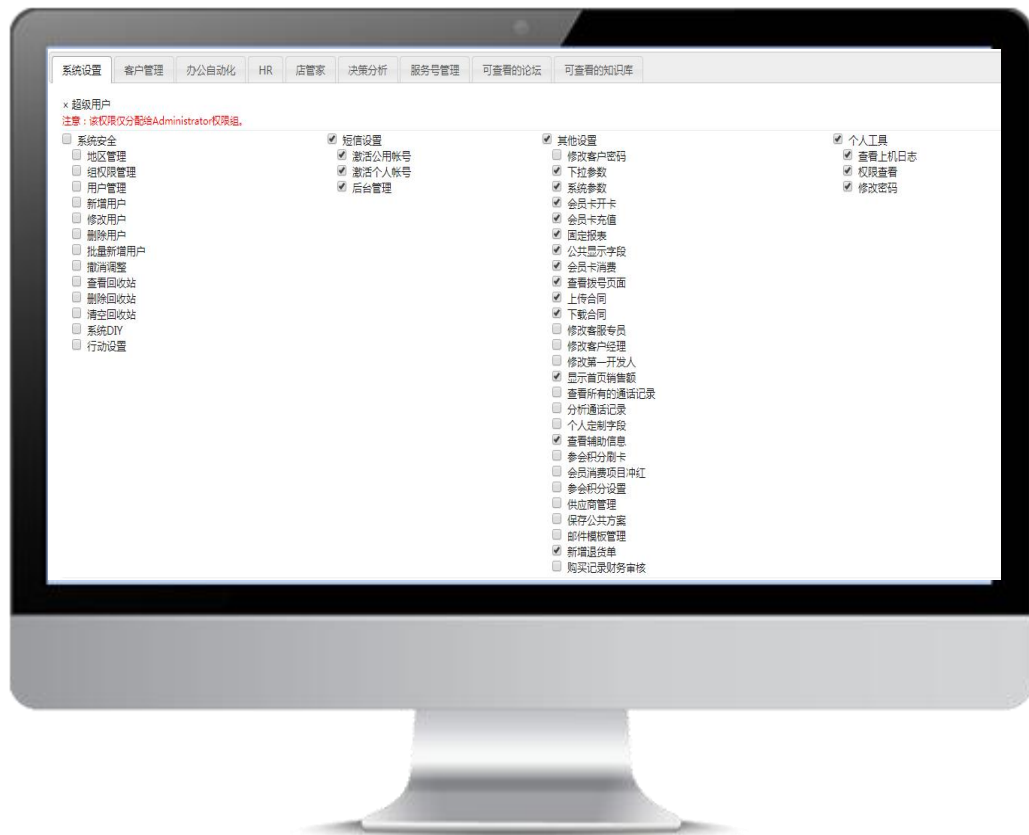 系统设置 客户管理 办公自动化 HR 店管家 决策分析 服务号管理 可查看的论坛 可查看的知识库
× 超级用户
注意：该权限仅分配给Administrator权限组。
系统安全
地区管理
组权限管理
用户管理
新增用户
修改用户
删除用户
批量新增用户
撤消调整
查看回收站
删除回收站
清空回收站
系统DIY
行动设置
短信设置
激活公用帐号
激活个人帐号
后台管理
其他设置
修改客户密码
下拉参数
系统参数
会员卡开卡
会员卡充值
固定报表
公共显示字段
会员卡消费
查看拨号页面
上传合同
下载合同
修改客服专员
修改客户经理
修改第一开发人
显示首页销售额
查看所有的通话记录
分析通话记录
个人定制字段
查看辅助信息
参会积分刷卡
会员消费项目冲红
参会积分设置
供应商管理
保存公共方案
邮件模板管理
新增退货单
购买记录财务审核
个人工具
查看上机日志
权限查看
修改密码